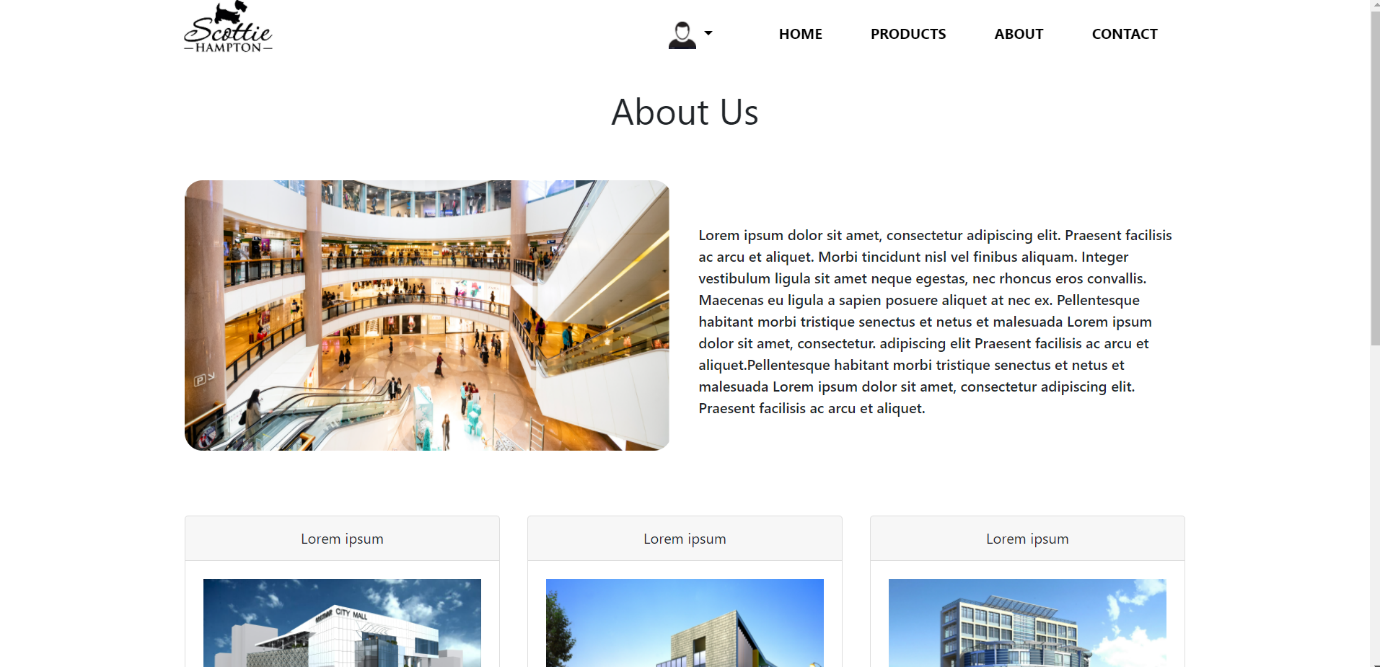 Scottie
HAMPTON
HOME PRODUCTS ABOUT CONTACT
About Us
P
Lorem ipsum dolor sit amet, consectetur adipiscing elit. Praesent facilisis
ac arcu et aliquet. Morbi tincidunt nisl vel finibus aliquam. Integer
vestibulum ligula sit amet neque egestas, nec rhoncus eros convallis.
Maecenas eu ligula a sapien posuere aliquet at nec ex. Pellentesque
habitant morbi tristique senectus et netus et malesuada Lorem ipsum
dolor sit amet, consectetur. adipiscing elit Praesent facilisis ac arcu et
aliquet.Pellentesque habitant morbi tristique senectus et netus et
malesuada Lorem ipsum dolor sit amet, consectetur adipiscing elit.
Praesent facilisis ac arcu et aliquet.
Lorem ipsum
Lorem ipsum
Lorem ipsum
CITY MALL